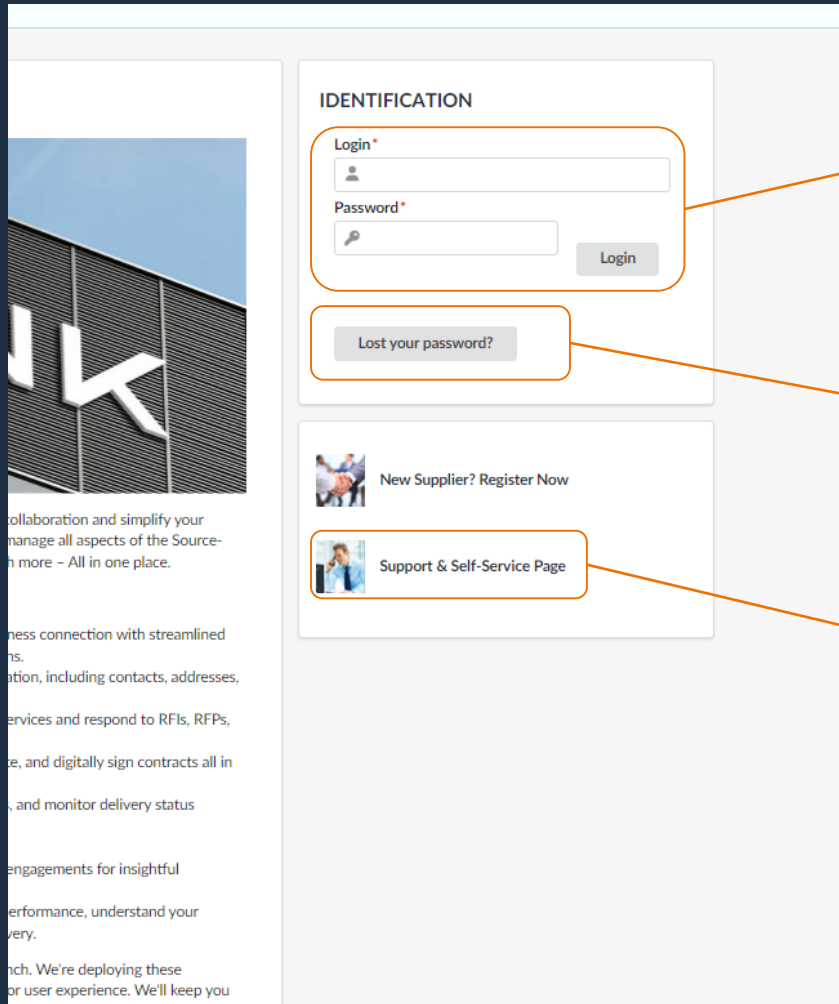 IDENTIFICATION
Login*
Password*
Login
Lost your password?
New Supplier? Register Now
Support & Self-Service Page
NK
collaboration and simplify your
manage all aspects of the Source-
h more – All in one place.
ness connection with streamlined
ns.
ation, including contacts, addresses,
ervices and respond to RFIs, RFPs,
te, and digitally sign contracts all in
, and monitor delivery status
engagements for insightful
erformance, understand your
very.
nch. We're deploying these
or user experience. We'll keep you